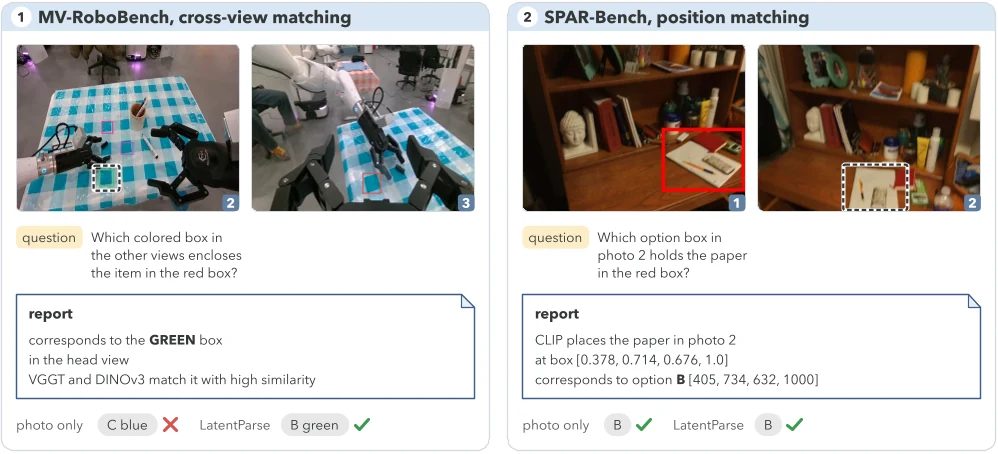 1 MV-RoboBench, cross-view matching
2
3
question
Which colored box in
the other views encloses
the item in the red box?
report
corresponds to the GREEN box
in the head view
VGGT and DINOv3 match it with high similarity
photo only C blue LatentParse B green
2 SPAR-Bench, position matching
1
2
question
Which option box in
photo 2 holds the paper
in the red box?
report
CLIP places the paper in photo 2
at box [0.378, 0.714, 0.676, 1.0]
corresponds to option B [405, 734, 632, 1000]
photo only B LatentParse B